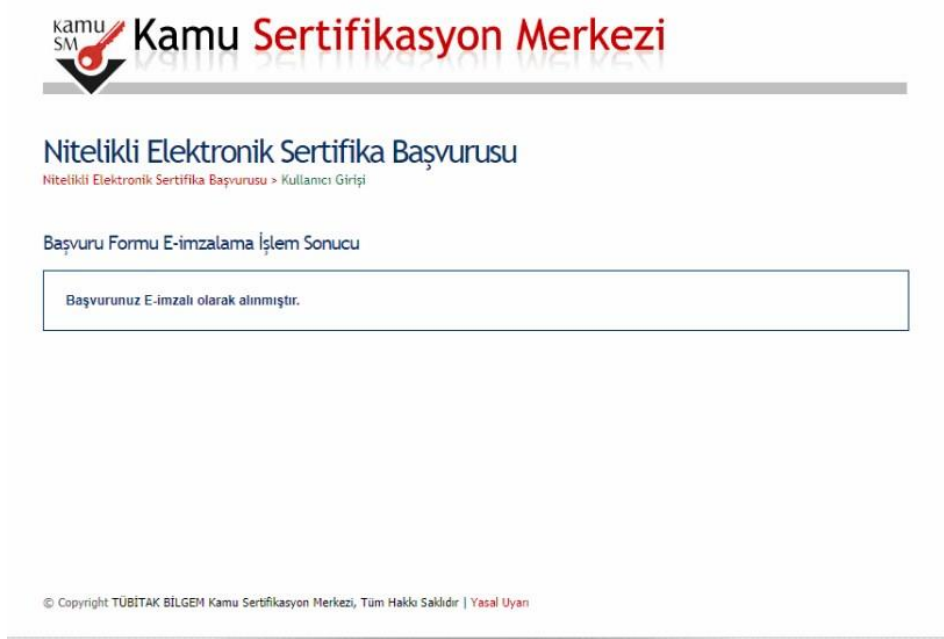 Kamu
SM
Kamu Sertifikasyon Merkezi
Nitelikli Elektronik Sertifika Başvurusu
Nitelikli Elektronik Sertifika Başvurusu > Kullanıcı Girişi
Başvuru Formu E-imzalama İşlem Sonucu
Başvurunuz E-imzalı olarak alınmıştır.
© Copyright TÜBİTAK BİLGEM Kamu Sertifikasyon Merkezi, Tüm Hakkı Saklıdır | Yasal Uyarı